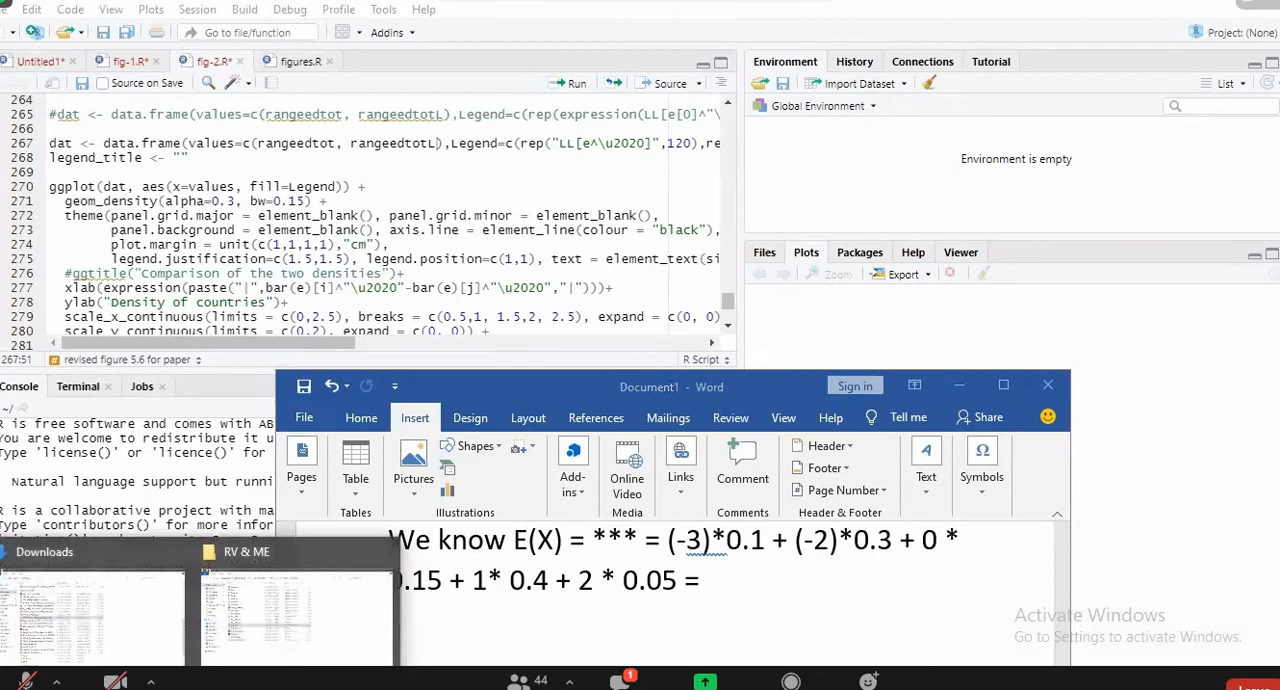 Edit Code View Plots Session Build Debug Profile Tools Help
Go to file/function Addins Project: (None)
Untitled1* fig-1.R* fig-2.R* figures.R
Source on Save Run Source
264
265 #dat <- data.frame(values=c(rangeedtot, rangeedtotL),Legend=c(rep(expression(LL[e[0]^"\
266
267 dat <- data.frame(values=c(rangeedtot, rangeedtotL),Legend=c(rep("LL[e^\u2020]",120),re
268 legend_title <- ""
269
270 ggplot(dat, aes(x=values, fill=Legend)) +
271 geom_density(alpha=0.3, bw=0.15) +
272 theme(panel.grid.major = element_blank(), panel.grid.minor = element_blank(),
273 panel.background = element_blank(), axis.line = element_line(colour = "black"),
274 plot.margin = unit(c(1,1,1,1),"cm"),
275 legend.justification=c(1.5,1.5), legend.position=c(1,1), text = element_text(si
276 #ggtitle("Comparison of the two densities")+
277 xlab(expression(paste("|",bar(e)[i]^"\u2020"-bar(e)[j]^"\u2020","|")))+
278 ylab("Density of countries")+
279 scale_x_continuous(limits = c(0,2.5), breaks = c(0.5,1, 1.5,2, 2.5), expand = c(0, 0)
280 scale_y_continuous(limits = c(0,2), expand = c(0, 0)) +
281
267:51 revised figure 5.6 for paper R Script
Environment History Connections Tutorial
Import Dataset List
Global Environment
Environment is empty
Files Plots Packages Help Viewer
Zoom Export
Console Terminal Jobs
~/
R is free software and comes with AB
You are welcome to redistribute it u
Type 'license()' or 'licence()' for
Natural language support but runni
R is a collaborative project with ma
Type 'contributors()' for more infor
Document1 - Word Sign in
File Home Insert Design Layout References Mailings Review View Help Tell me Share
Pages Table Pictures Shapes Add-ins Online Video Links Comment Header Footer Page Number Text Symbols
Tables Illustrations Media Comments Header & Footer
We know E(X) = *** = (-3)*0.1 + (-2)*0.3 + 0 *
0.15 + 1* 0.4 + 2 * 0.05 =
Downloads RV & ME
Activate Windows
Go to Settings to activate Windows.
44 1 Leave